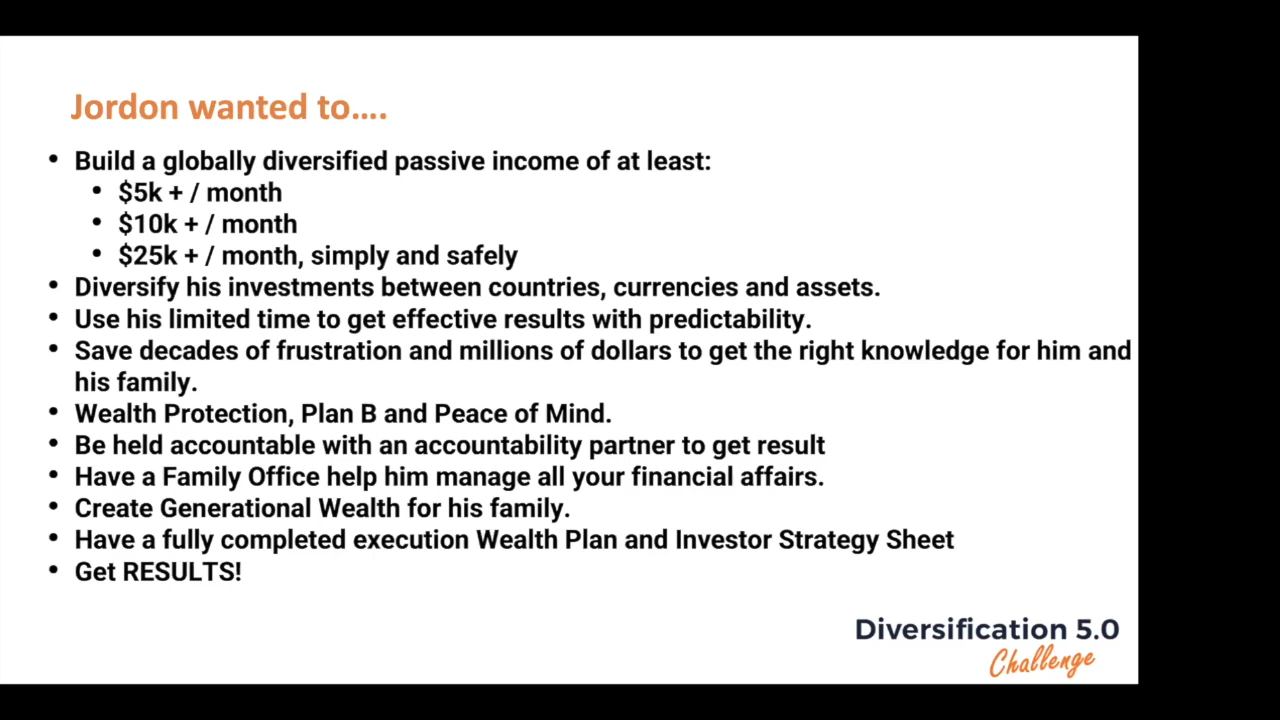 Jordon wanted to....
• Build a globally diversified passive income of at least:
• $5k + / month
• $10k + / month
• $25k + / month, simply and safely
• Diversify his investments between countries, currencies and assets.
• Use his limited time to get effective results with predictability.
• Save decades of frustration and millions of dollars to get the right knowledge for him and
his family.
• Wealth Protection, Plan B and Peace of Mind.
• Be held accountable with an accountability partner to get result
• Have a Family Office help him manage all your financial affairs.
• Create Generational Wealth for his family.
• Have a fully completed execution Wealth Plan and Investor Strategy Sheet
• Get RESULTS!
Diversification 5.0
Challenge